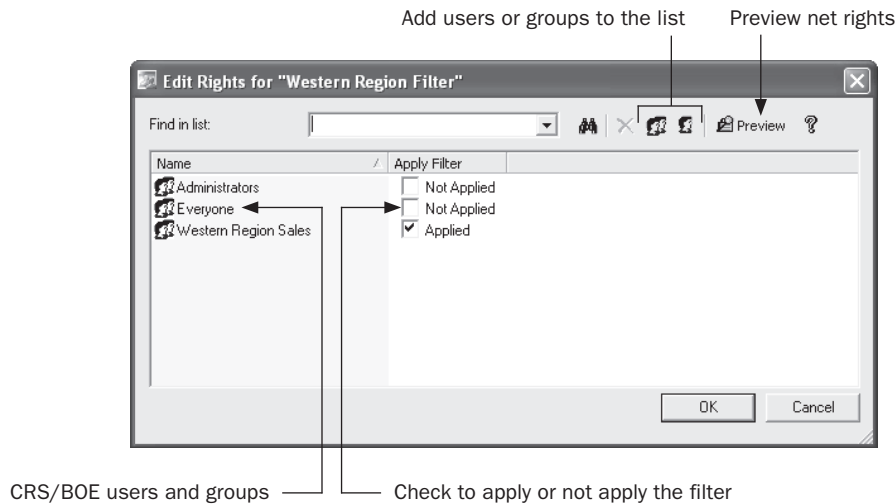 Add users or groups to the list Preview net rights
Edit Rights for "Western Region Filter"
Find in list: Preview
Name Apply Filter
Administrators Not Applied
Everyone Not Applied
Western Region Sales Applied
OK Cancel
CRS/BOE users and groups Check to apply or not apply the filter